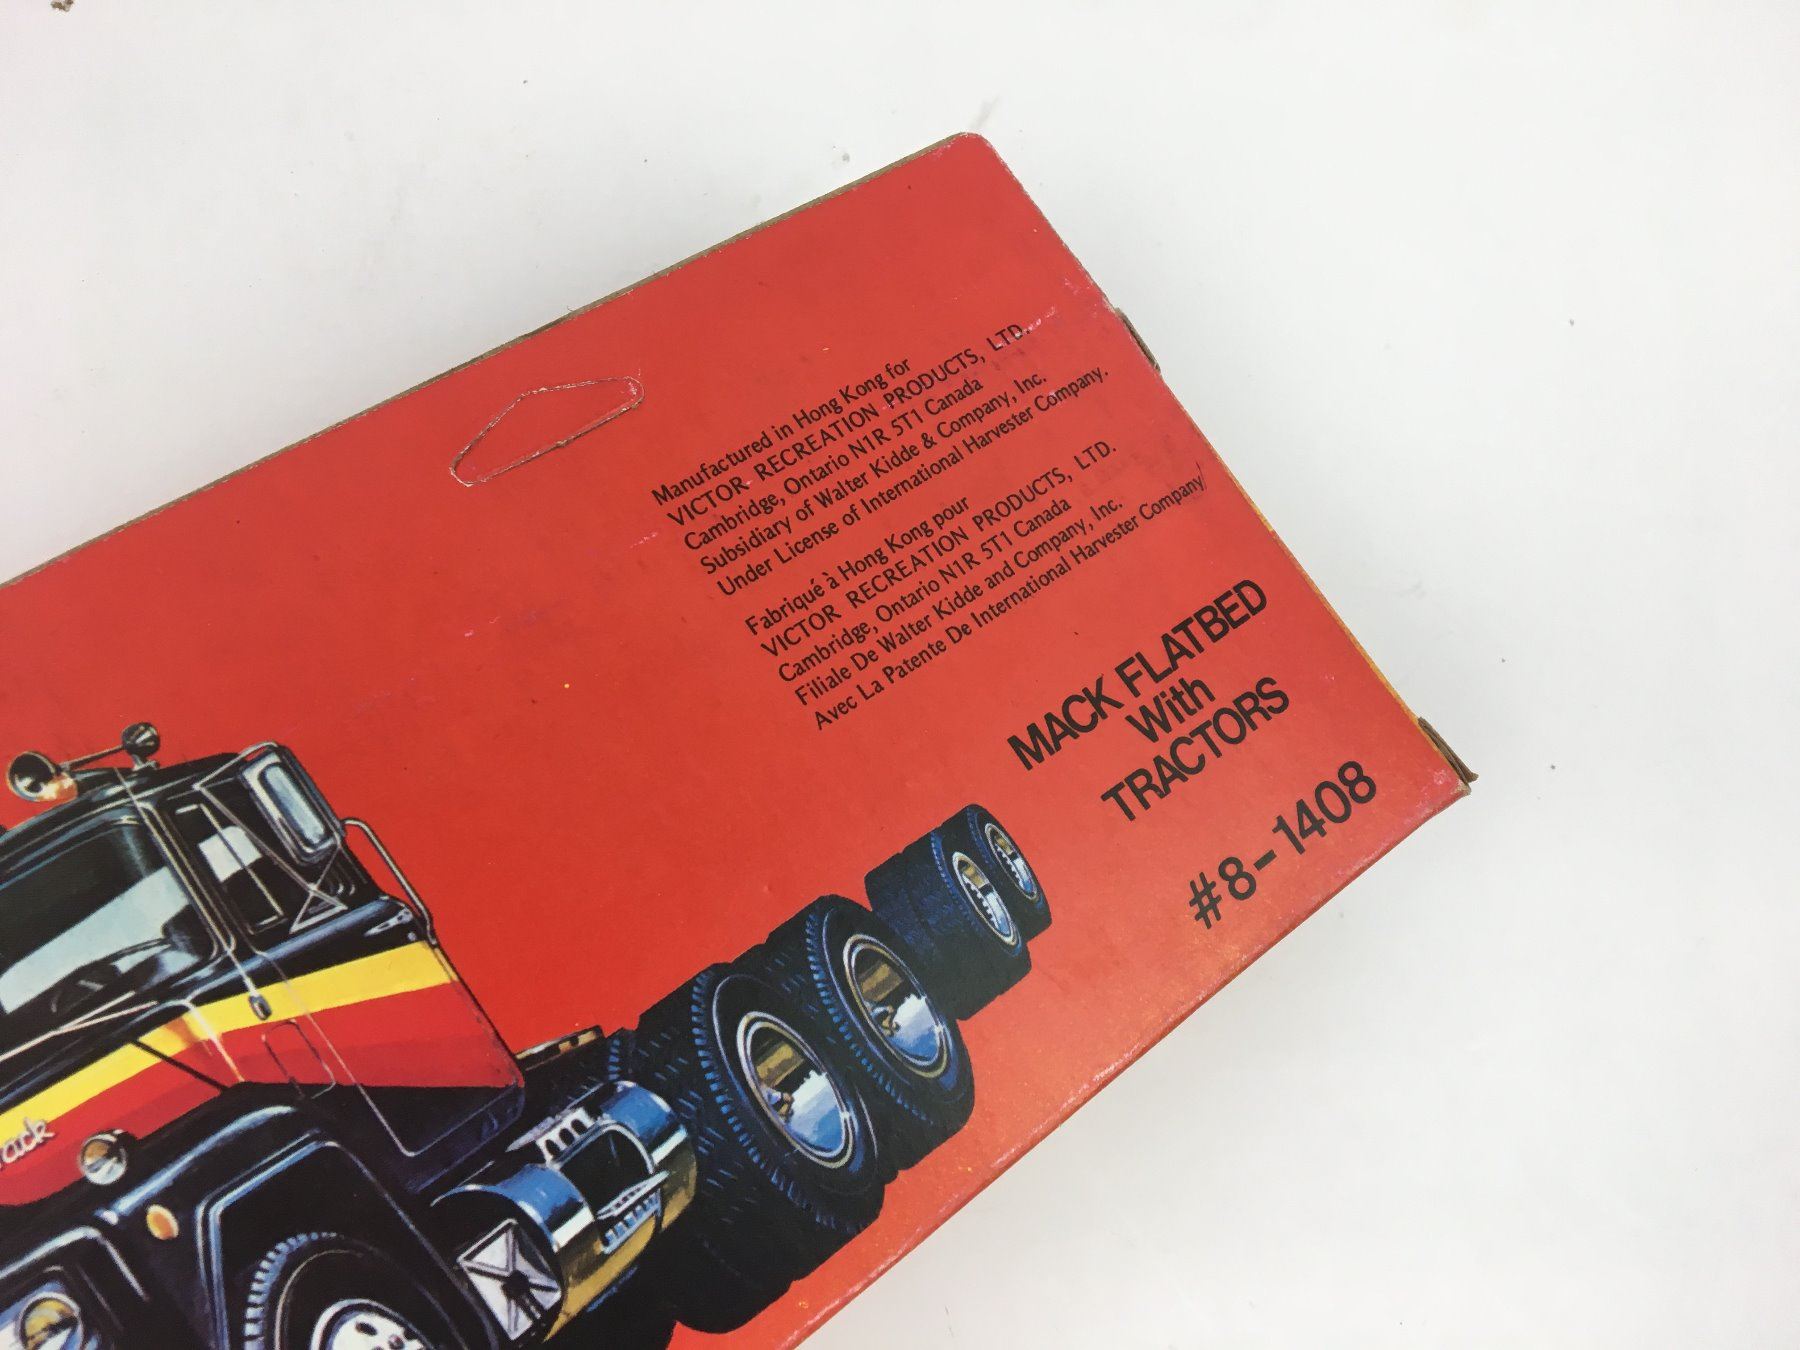 Manufactured in Hong Kong for
VICTOR RECREATION PRODUCTS, LTD.
Cambridge, Ontario N1R 5T1 Canada
Subsidiary of Walter Kidde & Company, Inc.
Under License of International Harvester Company.
Fabriqué à Hong Kong pour
VICTOR RECREATION PRODUCTS, LTD.
Cambridge, Ontario N1R 5T1 Canada
Filiale De Walter Kidde and Company, Inc.
Avec La Patente De International Harvester Company
MACK FLATBED
With
TRACTORS
#8-1408